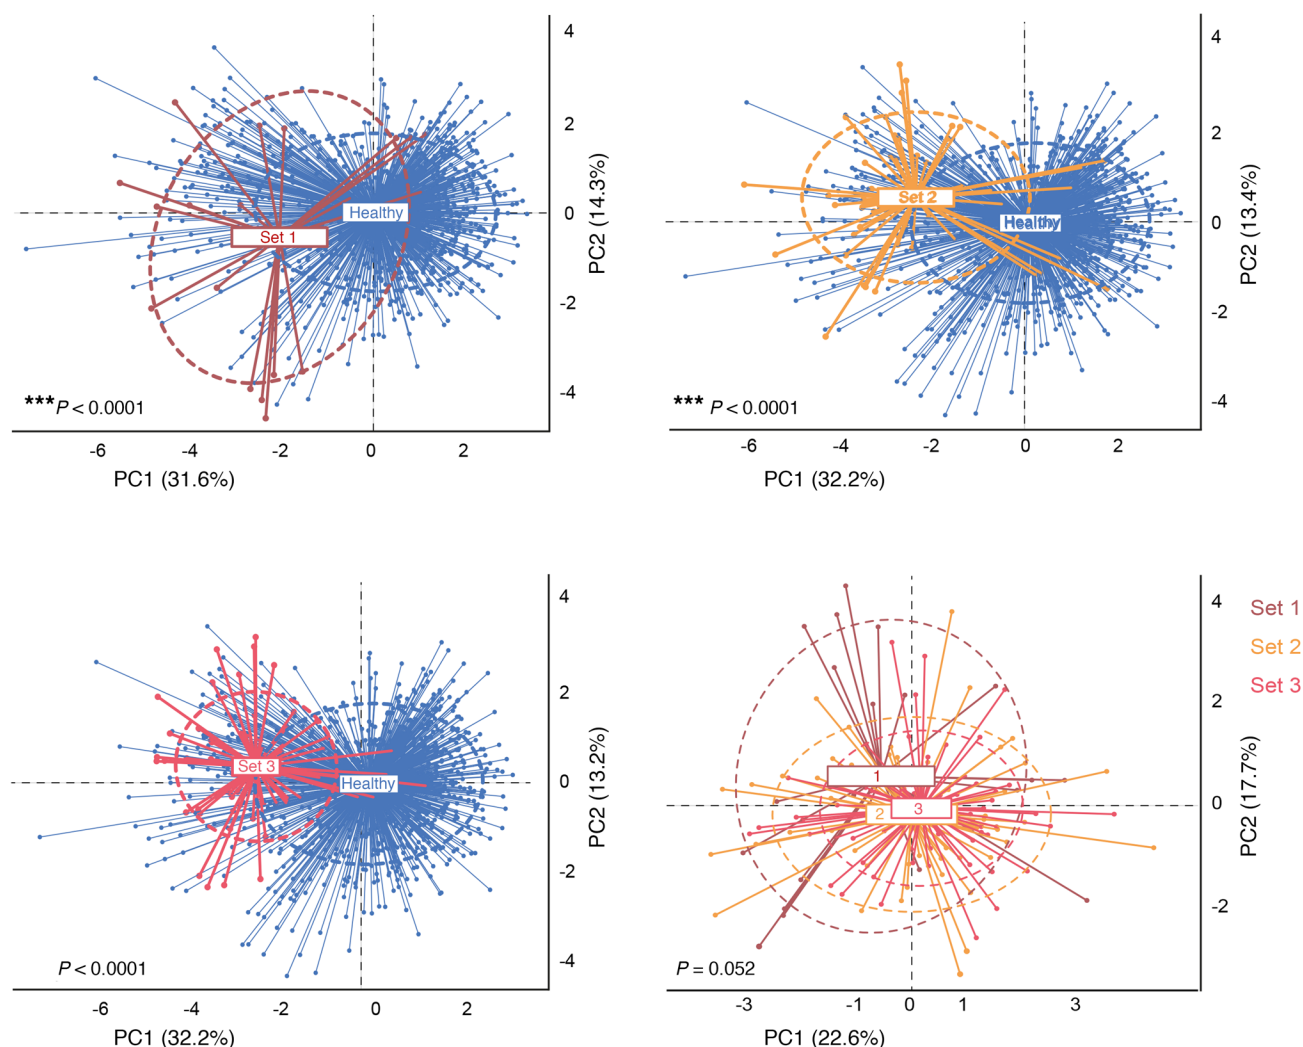 4
2
0
-2
-4
PC2 (14.3%)
Healthy
Set 1
***P < 0.0001
-6 -4 -2 0 2
PC1 (31.6%)
4
2
0
-2
-4
PC2 (13.4%)
Set 2
Healthy
*** P < 0.0001
-6 -4 -2 0 2
PC1 (32.2%)
4
2
0
-2
-4
PC2 (13.2%)
Set 3
Healthy
P < 0.0001
-6 -4 -2 0 2
PC1 (32.2%)
4
2
0
-2
PC2 (17.7%)
Set 1
Set 2
Set 3
1
2 3
P = 0.052
-3 -1 0 1 3
PC1 (22.6%)